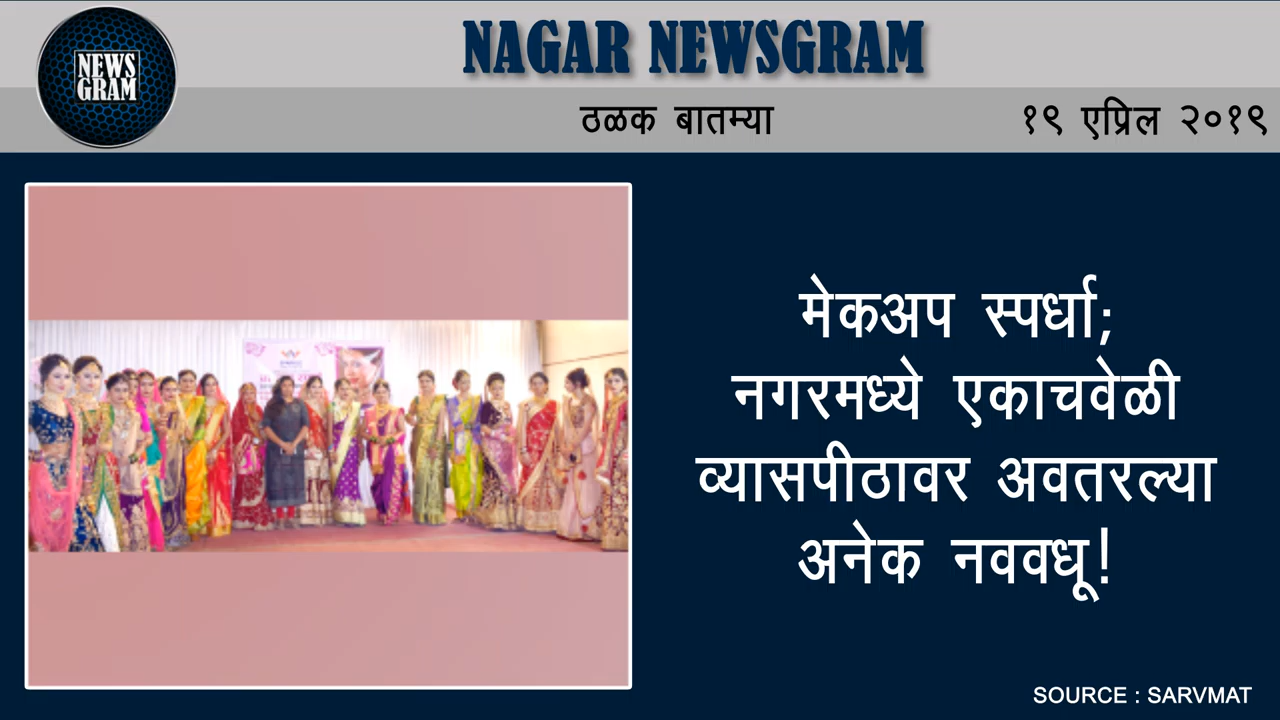 NEWS
GRAM
NAGAR NEWSGRAM
ठळक बातम्या
१९ एप्रिल २०१९
मेकअप स्पर्धा;
नगरमध्ये एकाचवेळी
व्यासपीठावर अवतरल्या
अनेक नववधू!
SOURCE : SARVMAT